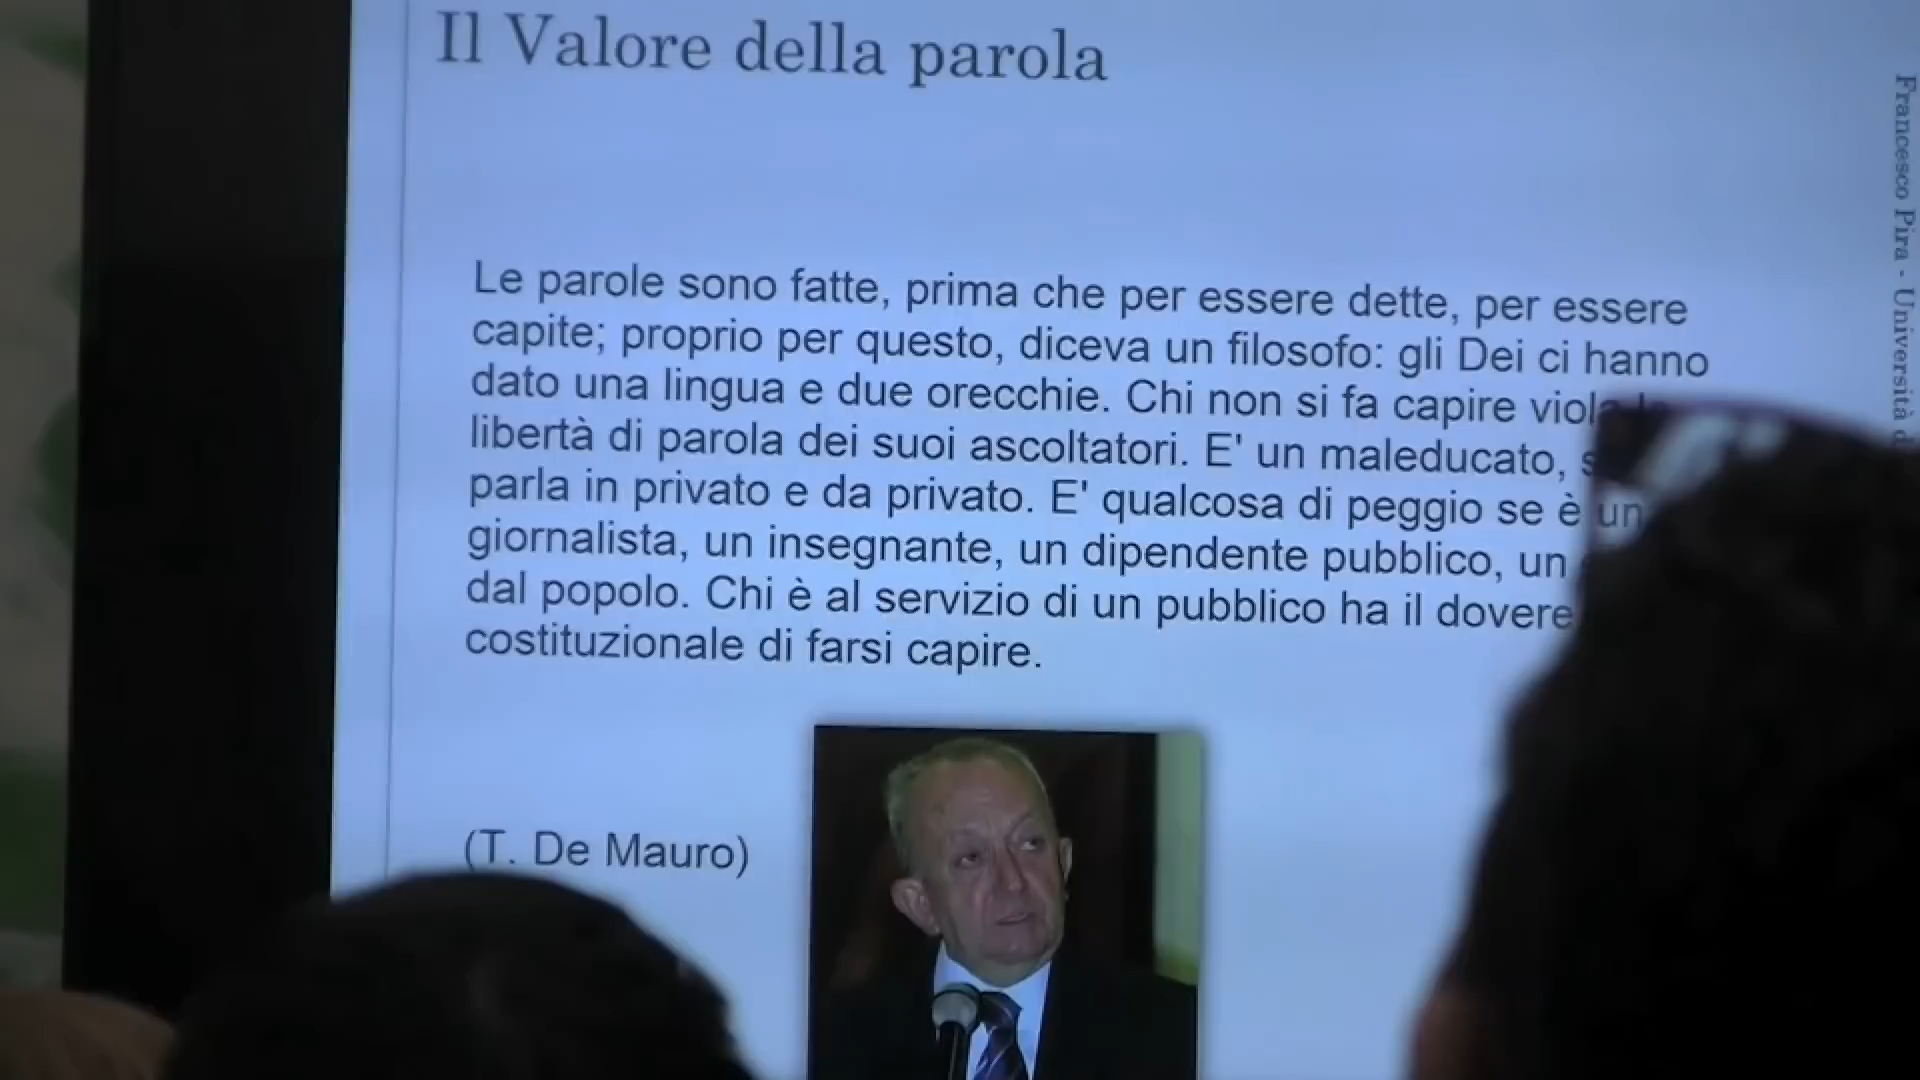 Il Valore della parola
Le parole sono fatte, prima che per essere dette, per essere
capite; proprio per questo, diceva un filosofo: gli Dei ci hanno
dato una lingua e due orecchie. Chi non si fa capire viola
libertà di parola dei suoi ascoltatori. E' un maleducato,
parla in privato e da privato. E' qualcosa di peggio se è un
giornalista, un insegnante, un dipendente pubblico, un
dal popolo. Chi è al servizio di un pubblico ha il dovere
costituzionale di farsi capire.
(T. De Mauro)
Francesco Pira - Università